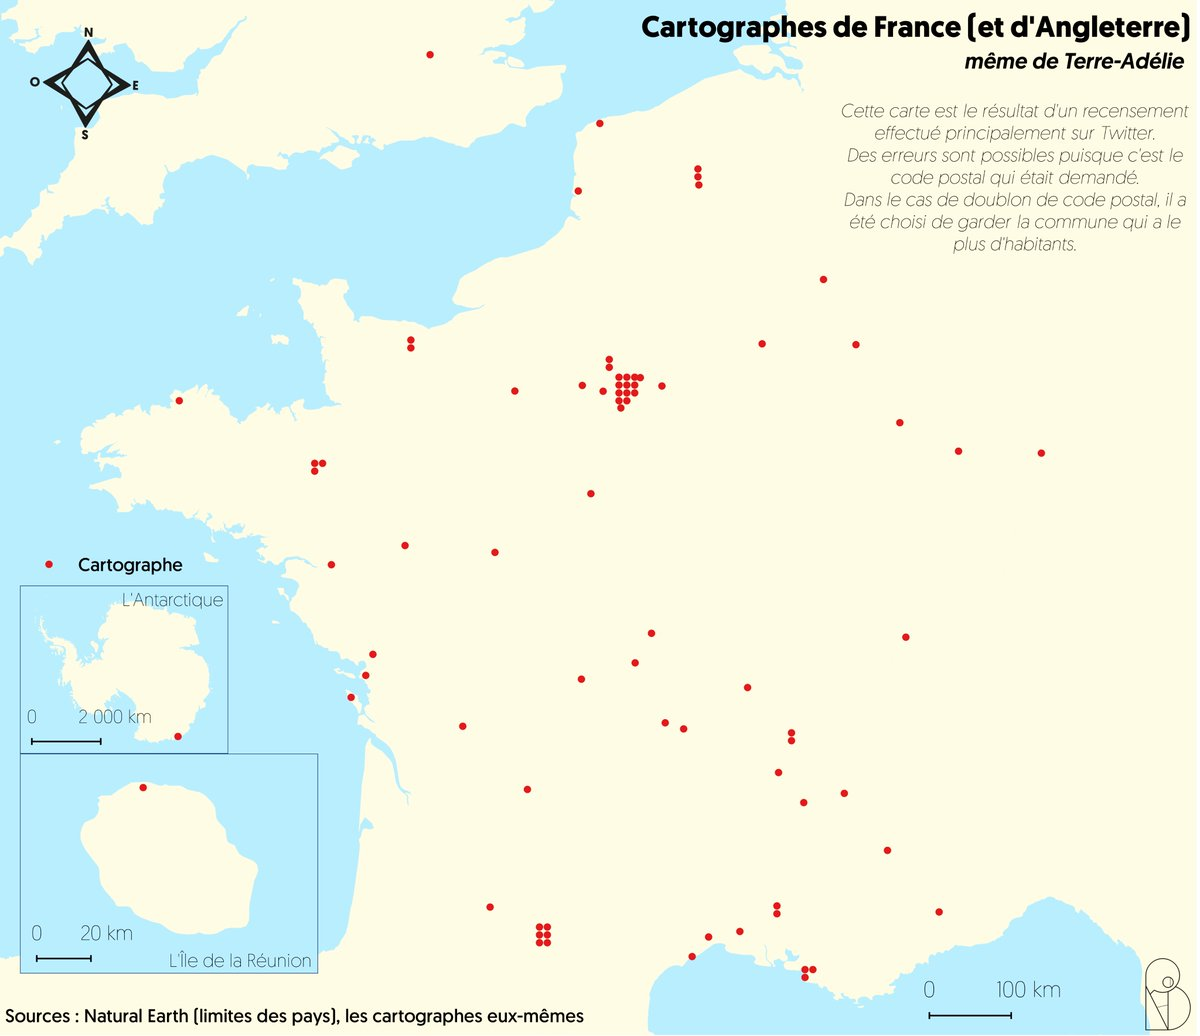 Cartographes de France (et d'Angleterre)
même de Terre-Adélie
N
O
E
S
Cette carte est le résultat d'un recensement
effectué principalement sur Twitter.
Des erreurs sont possibles puisque c'est le
code postal qui était demandé.
Dans le cas de doublon de code postal, il a
été choisi de garder la commune qui a le
plus d'habitants.
Cartographe
L'Antarctique
0 2 000 km
0 20 km
L'Île de la Réunion
0 100 km
Sources : Natural Earth (limites des pays), les cartographes eux-mêmes